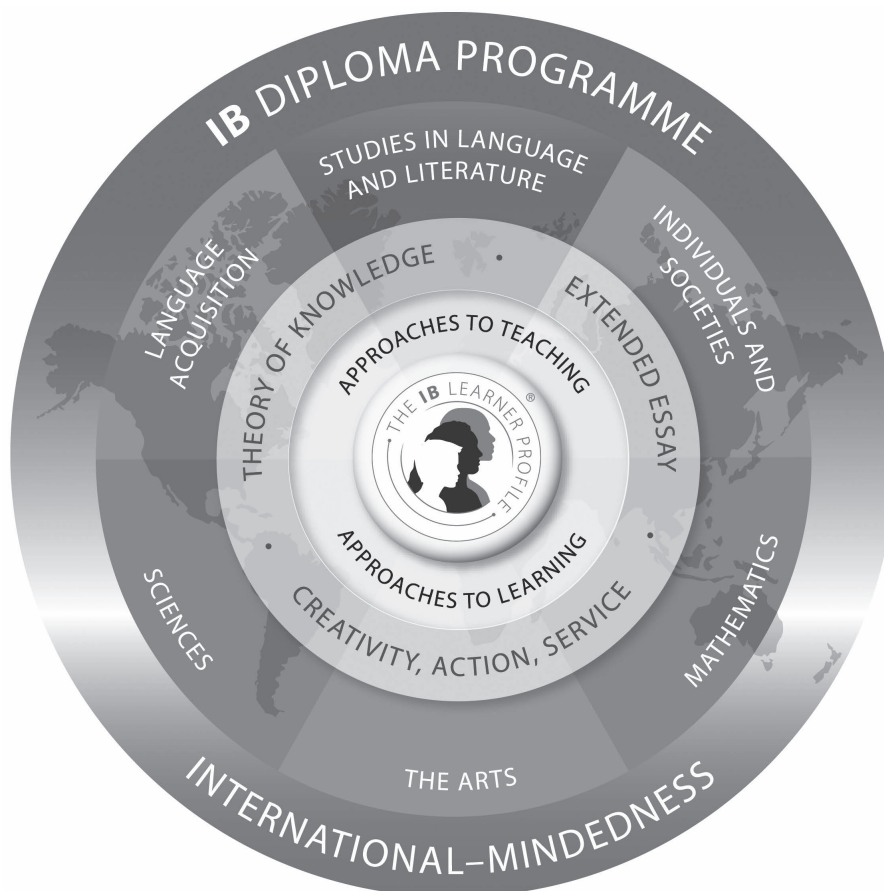 IB DIPLOMA PROGRAMME
STUDIES IN LANGUAGE
AND LITERATURE
INDIVIDUALS AND
SOCIETIES
MATHEMATICS
THE ARTS
SCIENCES
LANGUAGE
ACQUISITION
THEORY OF KNOWLEDGE
EXTENDED ESSAY
CREATIVITY, ACTION, SERVICE
APPROACHES TO TEACHING
APPROACHES TO LEARNING
• THE IB LEARNER PROFILE •
®
INTERNATIONAL–MINDEDNESS